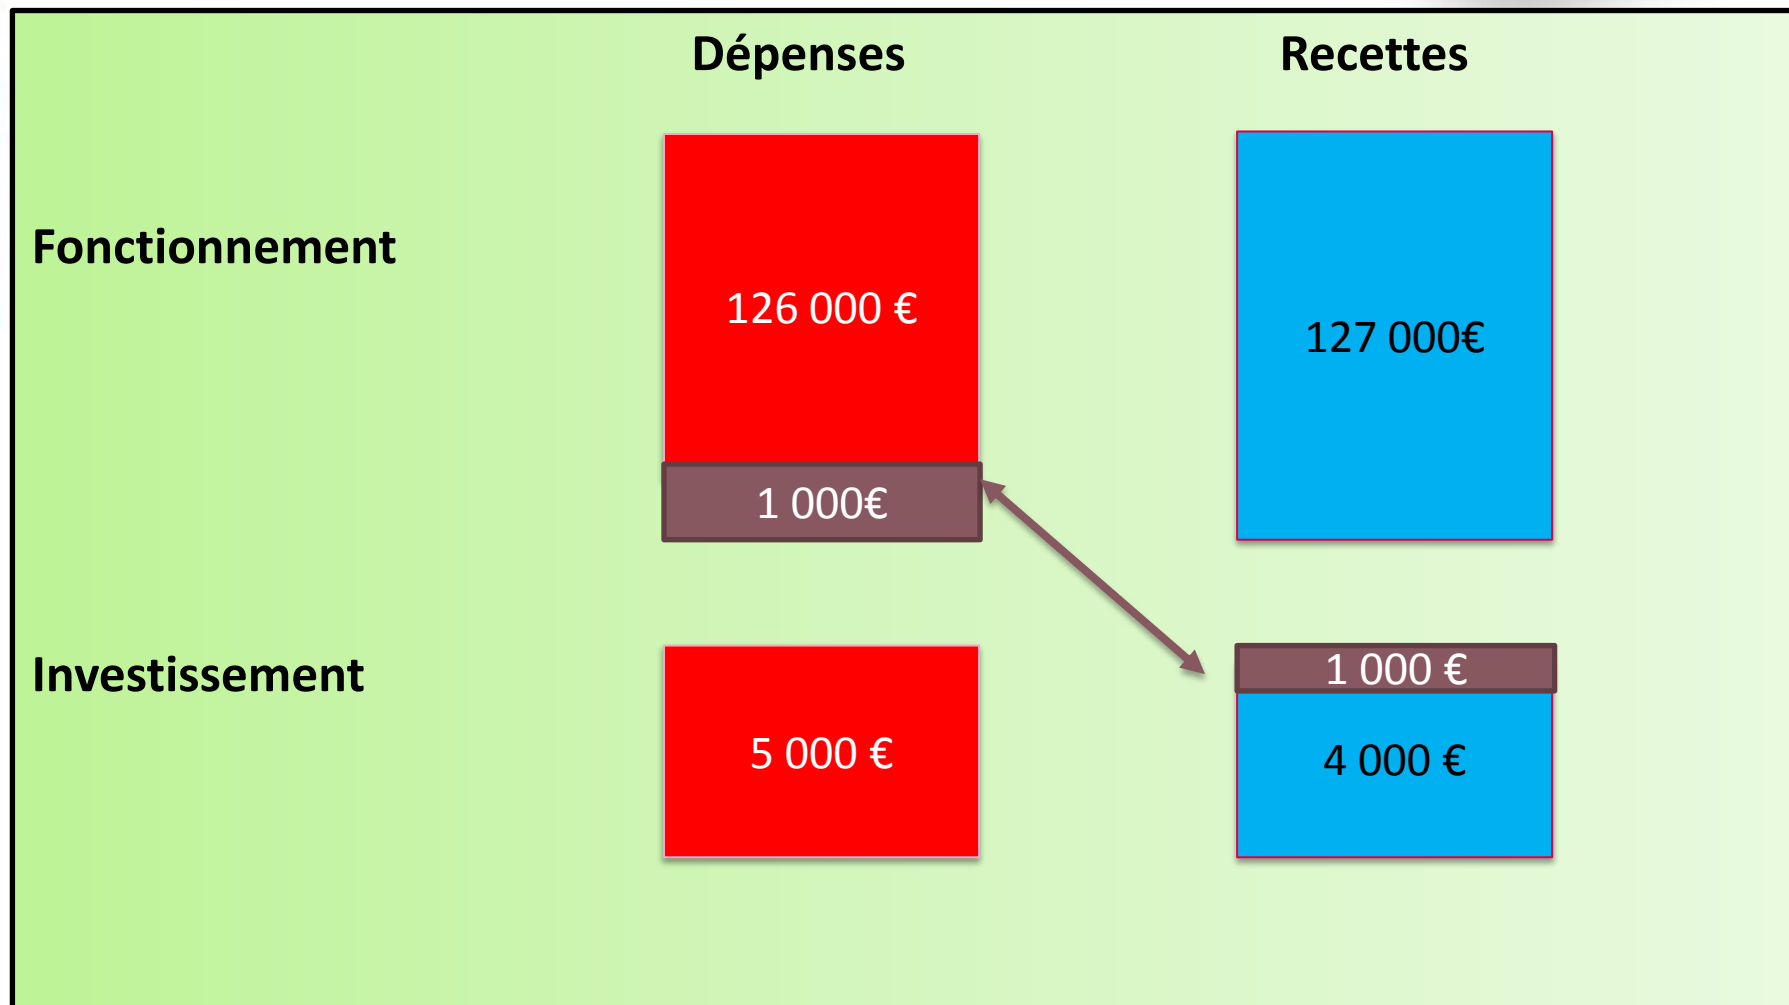 Dépenses
Recettes
Fonctionnement
126 000 €
127 000€
1 000€
Investissement
1 000 €
5 000 €
4 000 €